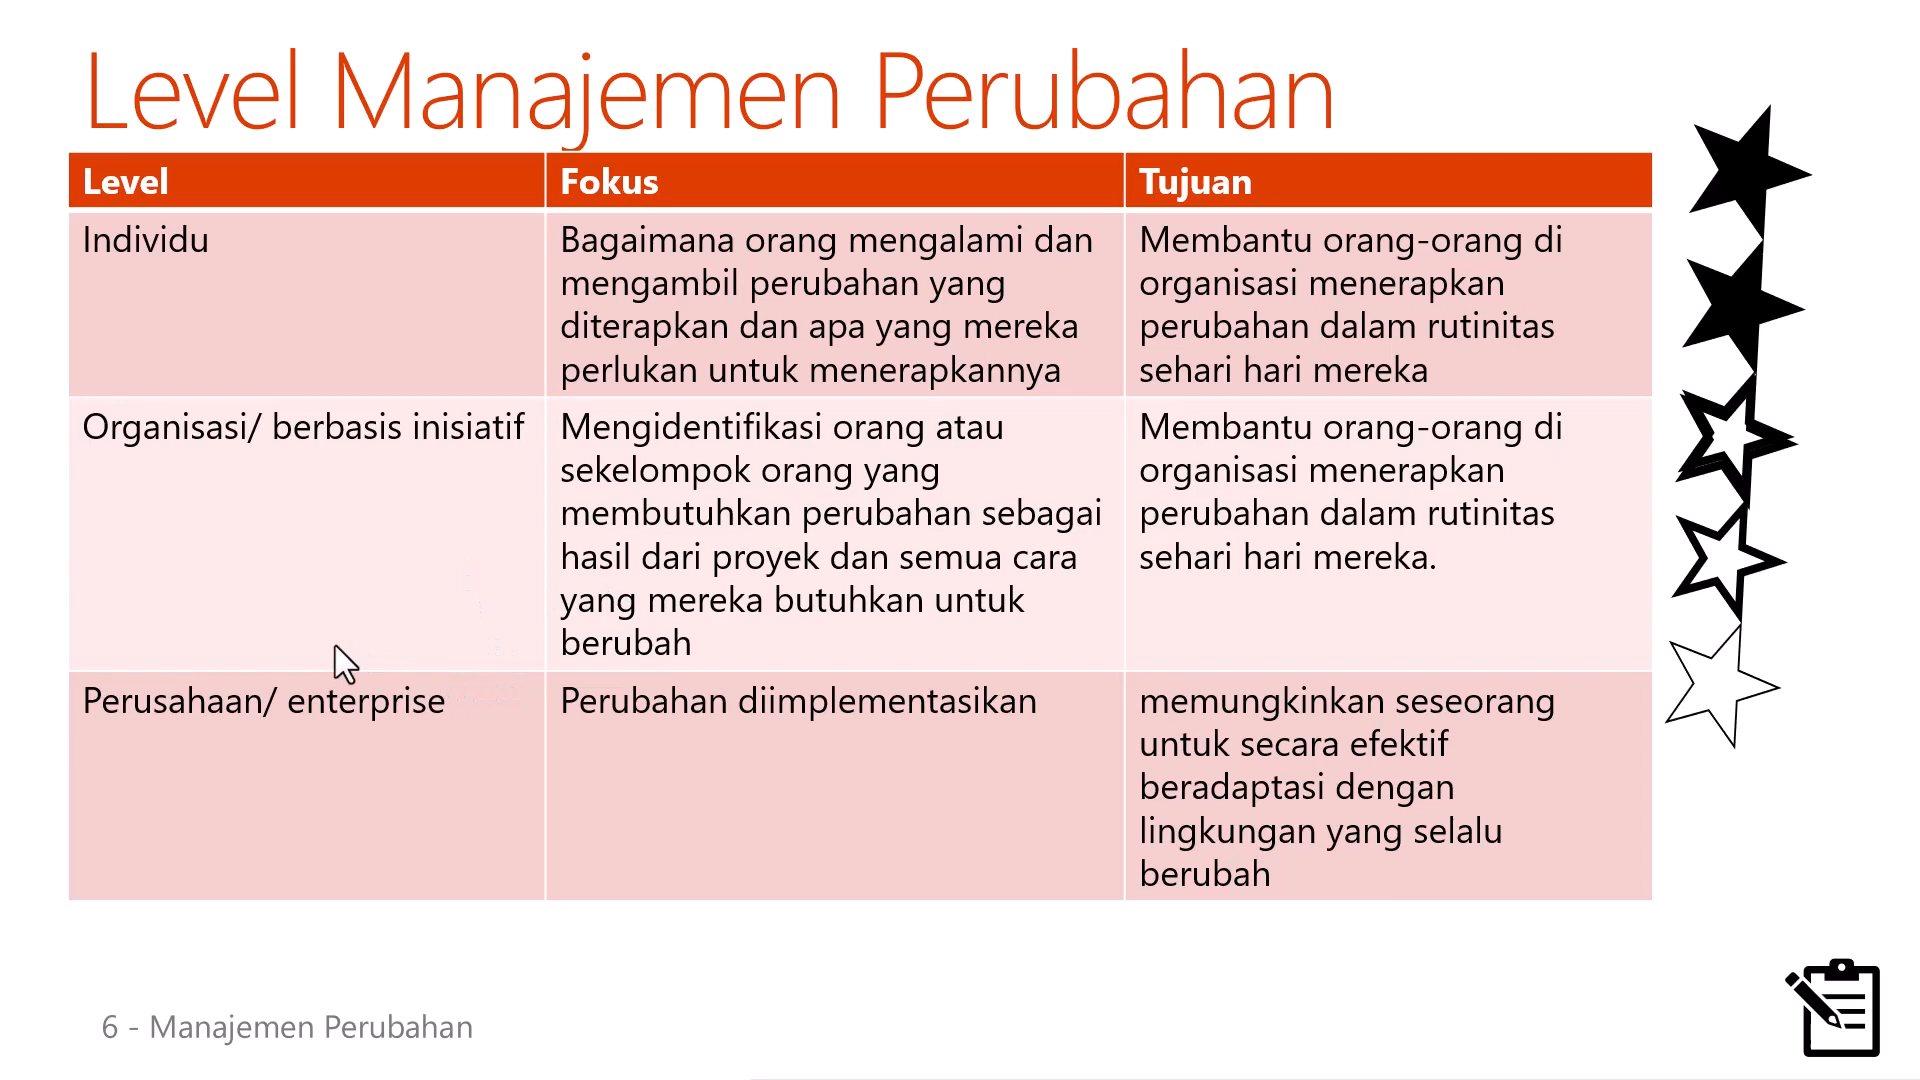 Level Manajemen Perubahan
Level
Fokus
Tujuan
Individu
Bagaimana orang mengalami dan
mengambil perubahan yang
diterapkan dan apa yang mereka
perlukan untuk menerapkannya
Membantu orang-orang di
organisasi menerapkan
perubahan dalam rutinitas
sehari hari mereka
Organisasi/ berbasis inisiatif
Mengidentifikasi orang atau
sekelompok orang yang
membutuhkan perubahan sebagai
hasil dari proyek dan semua cara
yang mereka butuhkan untuk
berubah
Membantu orang-orang di
organisasi menerapkan
perubahan dalam rutinitas
sehari hari mereka.
Perusahaan/ enterprise
Perubahan diimplementasikan
memungkinkan seseorang
untuk secara efektif
beradaptasi dengan
lingkungan yang selalu
berubah
6 - Manajemen Perubahan